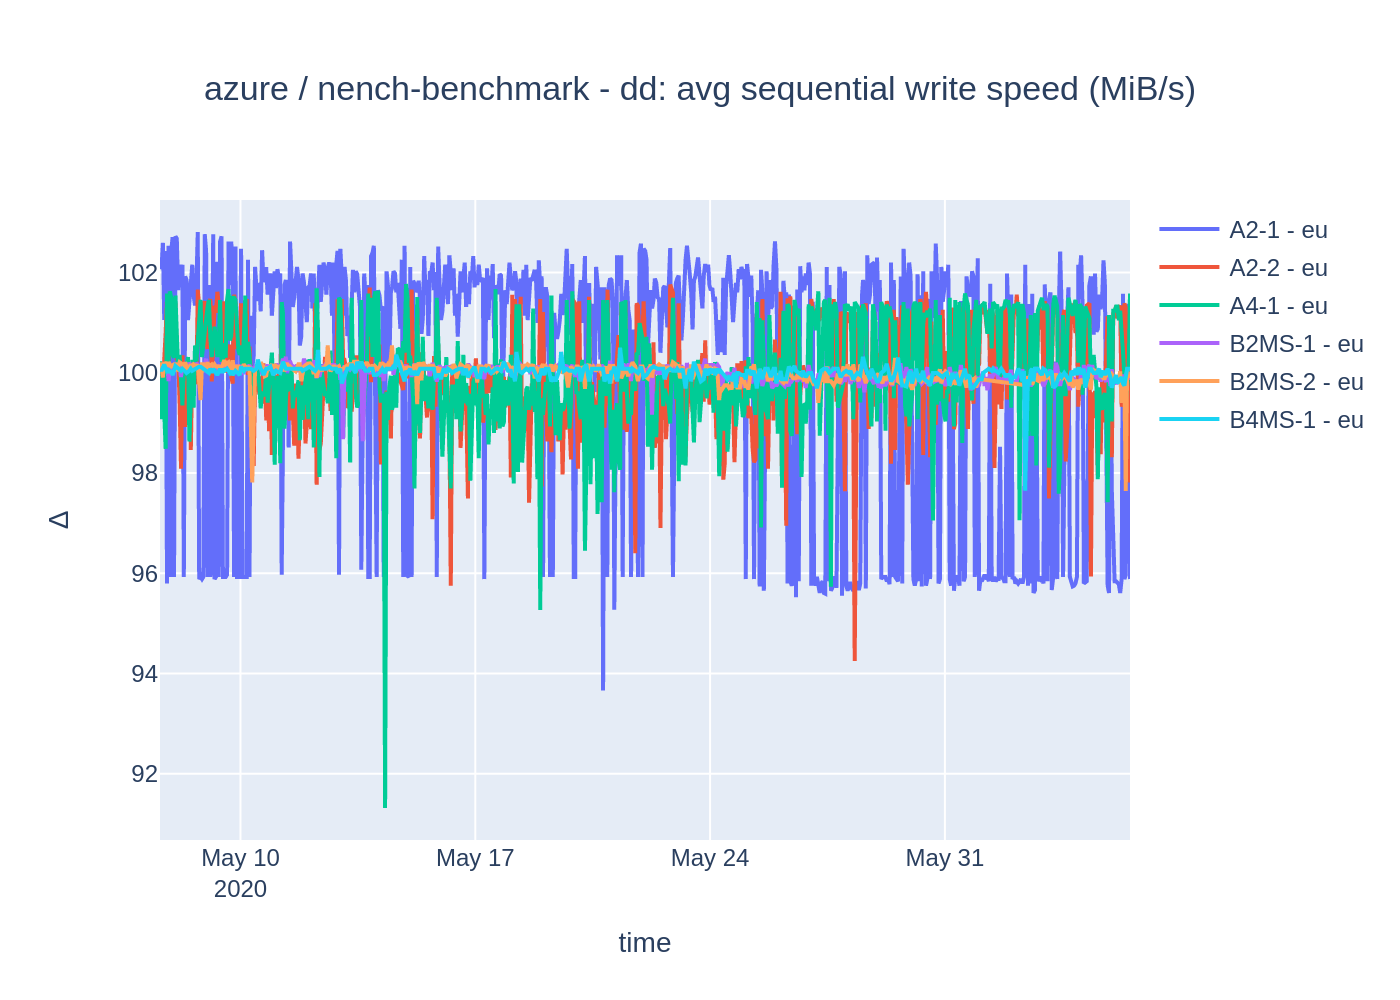 azure / nench-benchmark - dd: avg sequential write speed (MiB/s)
A2-1 - eu
A2-2 - eu
A4-1 - eu
B2MS-1 - eu
B2MS-2 - eu
B4MS-1 - eu
102
100
98
96
94
92
Δ
May 10
2020
May 17
May 24
May 31
time